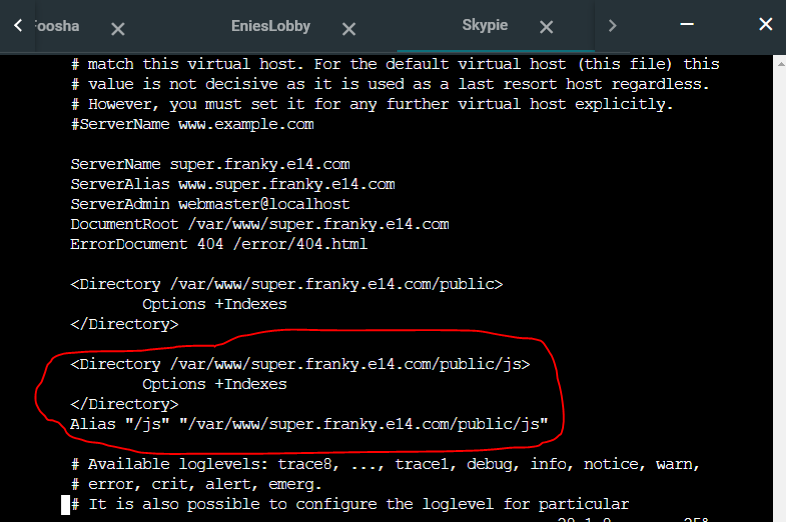 EniesLobby
Skypie
# match this virtual host. For the default virtual host (this file) this
# value is not decisive as it is used as a last resort host regardless.
# However, you must set it for any further virtual host explicitly.
#ServerName www.example.com
ServerName super.franky.e14.com
ServerAlias www.super.franky.e14.com
ServerAdmin webmaster@localhost
DocumentRoot /var/www/super.franky.e14.com
ErrorDocument 404 /error/404.html
<Directory /var/www/super.franky.e14.com/public>
Options +Indexes
</Directory>
<Directory /var/www/super.franky.e14.com/public/js>
Options +Indexes
</Directory>
Alias "/js" "/var/www/super.franky.e14.com/public/js"
# Available loglevels: trace8, ..., trace1, debug, info, notice, warn,
# error, crit, alert, emerg.
# It is also possible to configure the loglevel for particular